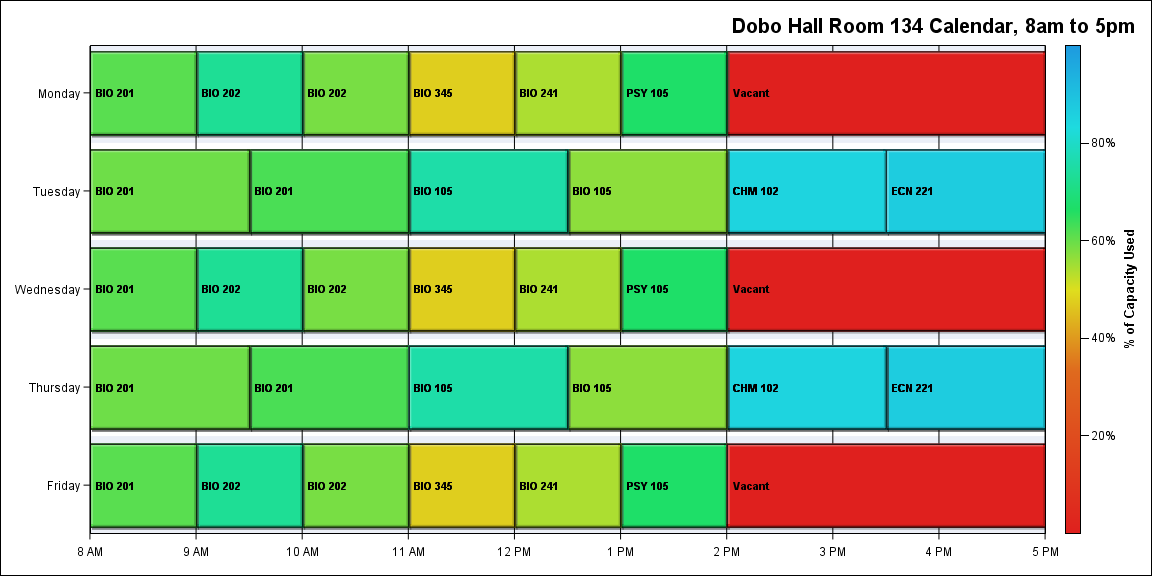 Dobo Hall Room 134 Calendar, 8am to 5pm
Monday BIO 201 BIO 202 BIO 202 BIO 345 BIO 241 PSY 105 Vacant
80%
Tuesday BIO 201 BIO 201 BIO 105 BIO 105 CHM 102 ECN 221
60%
Wednesday BIO 201 BIO 202 BIO 202 BIO 345 BIO 241 PSY 105 Vacant
% of Capacity Used
40%
Thursday BIO 201 BIO 201 BIO 105 BIO 105 CHM 102 ECN 221
20%
Friday BIO 201 BIO 202 BIO 202 BIO 345 BIO 241 PSY 105 Vacant
8 AM 9 AM 10 AM 11 AM 12 PM 1 PM 2 PM 3 PM 4 PM 5 PM